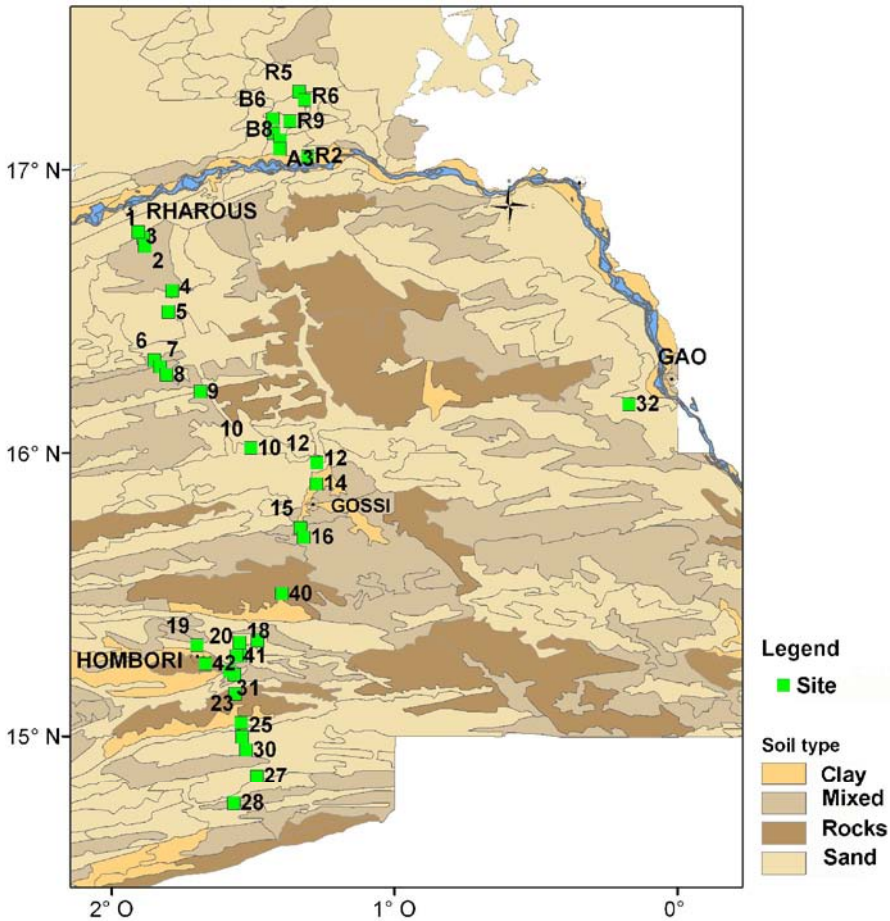 R5
R6
B6
R9
B8
A3
R2
17° N
RHAROUS
1
3
2
4
5
6
7
8
9
GAO
32
10
10
12
12
16° N
14
15
GOSSI
16
40
19
20
18
HOMBORI
42
41
31
23
25
15° N
30
27
28
Legend
Site
Soil type
Clay
Mixed
Rocks
Sand
2° O
1° O
0°